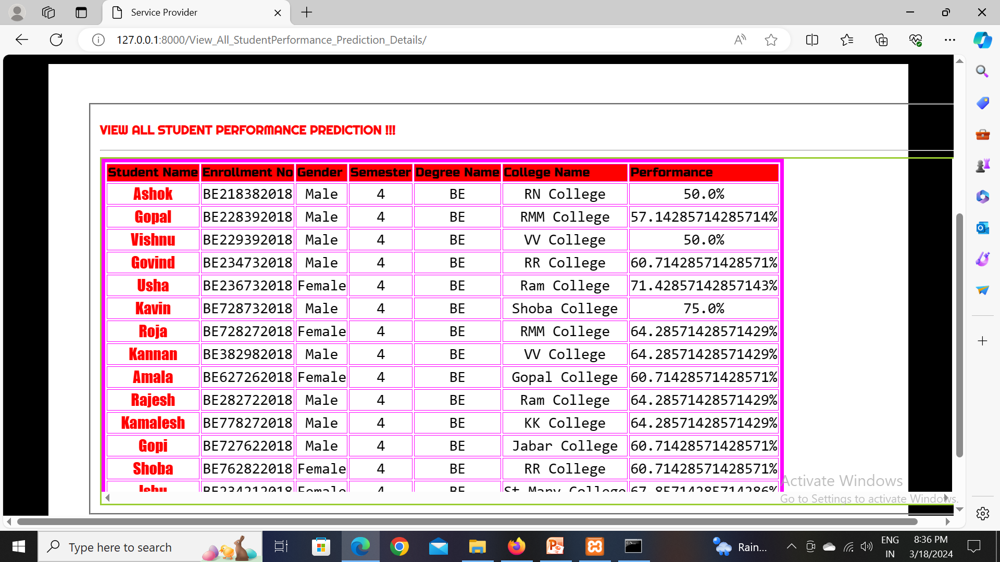 Service Provider
127.0.0.1:8000/View_All_StudentPerformance_Prediction_Details/
VIEW ALL STUDENT PERFORMANCE PREDICTION !!!
Student Name Enrollment No Gender Semester Degree Name College Name Performance
Ashok BE218382018 Male 4 BE RN College 50.0%
Gopal BE228392018 Male 4 BE RMM College 57.14285714285714%
Vishnu BE229392018 Male 4 BE VV College 50.0%
Govind BE234732018 Male 4 BE RR College 60.71428571428571%
Usha BE236732018 Female 4 BE Ram College 71.42857142857143%
Kavin BE728732018 Male 4 BE Shoba College 75.0%
Roja BE728272018 Female 4 BE RMM College 64.28571428571429%
Kannan BE382982018 Male 4 BE VV College 64.28571428571429%
Amala BE627262018 Female 4 BE Gopal College 60.71428571428571%
Rajesh BE282722018 Male 4 BE Ram College 64.28571428571429%
Kamalesh BE778272018 Male 4 BE KK College 64.28571428571429%
Gopi BE727622018 Male 4 BE Jabar College 60.71428571428571%
Shoba BE762822018 Female 4 BE RR College 60.71428571428571%
Ishu BE234212018 Female 4 BE St Mary College 67.85714285714286%
Activate Windows
Go to Settings to activate Windows.
Type here to search
Rain...
ENG
IN
8:36 PM
3/18/2024